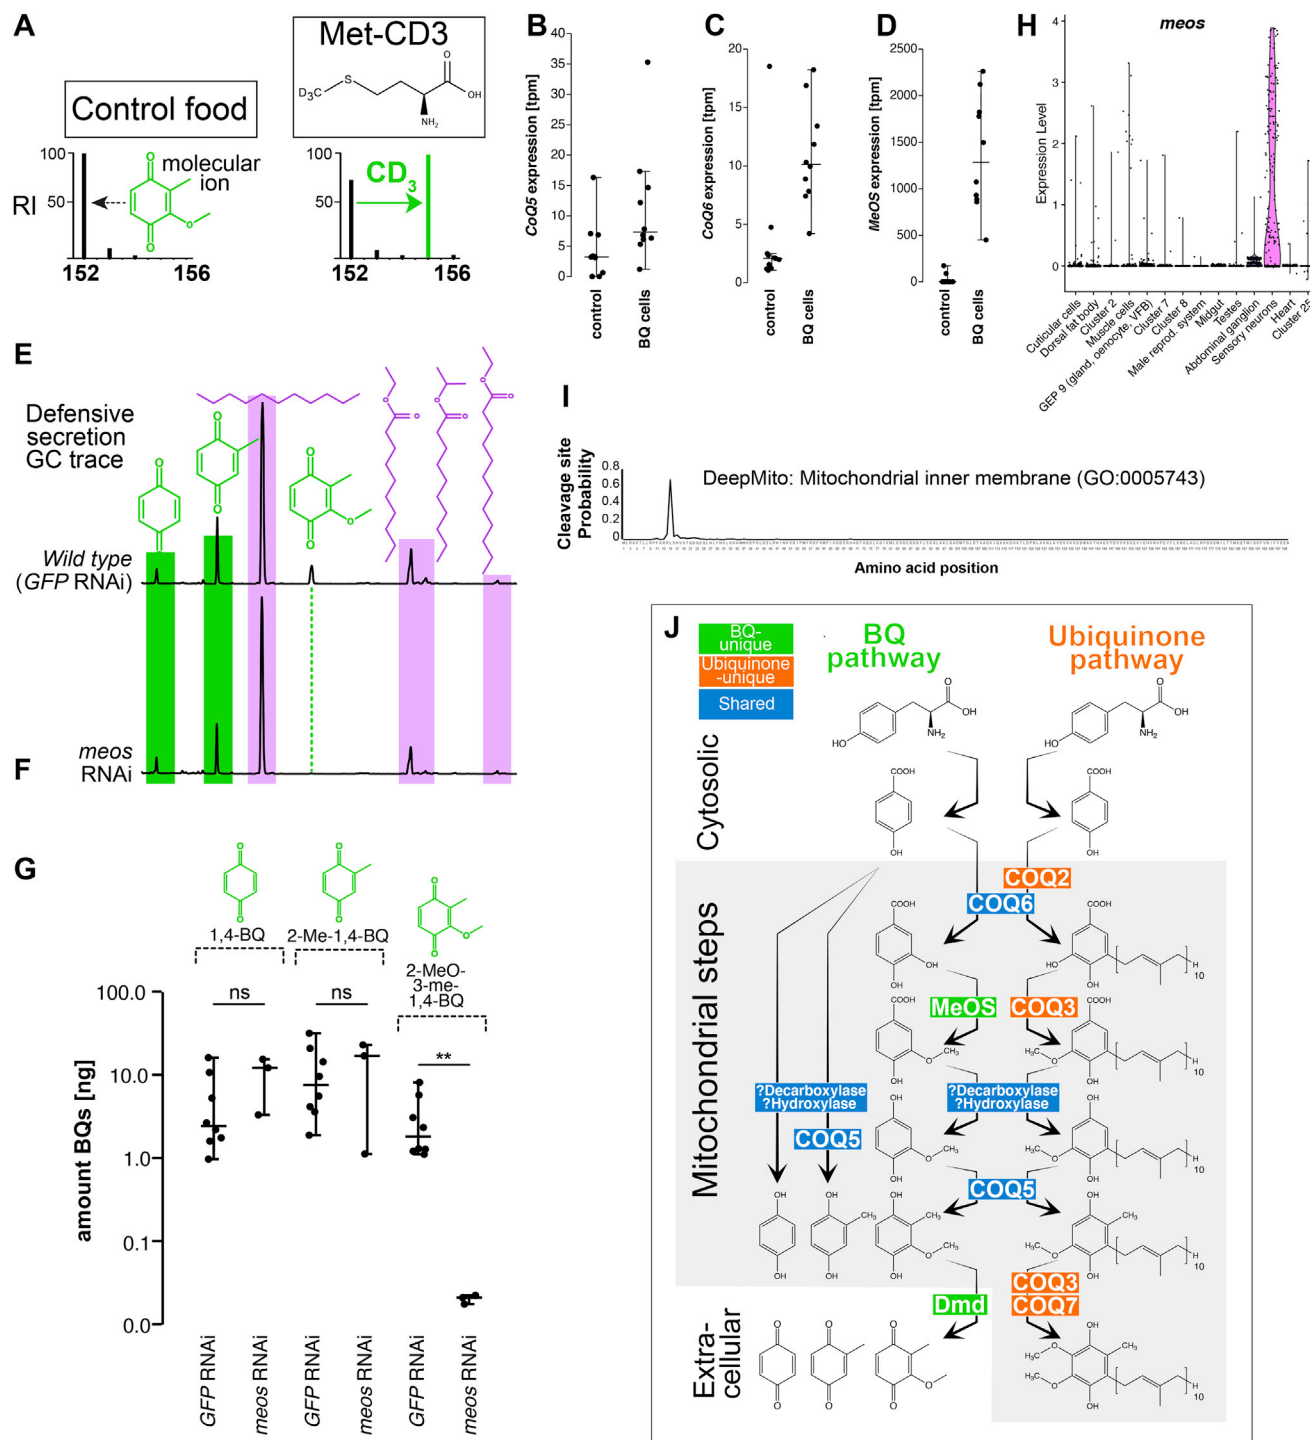 A
Control food
Met-CD3
D3C
S
O
OH
NH2
100
50
RI
molecular
ion
152
156
100
50
CD3
152
156
B
CoQ5 expression [tpm]
40
35
30
25
20
15
10
5
0
control
BQ cells
C
CoQ6 expression [tpm]
20
15
10
5
0
control
BQ cells
D
MeOS expression [tpm]
2500
2000
1500
1000
500
0
control
BQ cells
H
meos
Expression Level
4
3
2
1
0
Cuticular cells
Dorsal fat body
Cluster 2
Muscle cells
GEP 9 (gland, oenocyte, VFB)
Cluster 7
Cluster 8
Male reprod. system
Midgut
Testes
Abdominal ganglion
Sensory neurons
Heart
Cluster 25
E
Defensive
secretion
GC trace
Wild type
(GFP RNAi)
F
meos
RNAi
I
Cleavage site
Probability
0.8
0.6
0.4
0.2
0
DeepMito: Mitochondrial inner membrane (GO:0005743)
Amino acid position
G
1,4-BQ
2-Me-1,4-BQ
2-MeO-
3-me-
1,4-BQ
amount BQs [ng]
100.0
10.0
1.0
0.1
0.0
ns
ns
**
GFP RNAi
meos RNAi
GFP RNAi
meos RNAi
GFP RNAi
meos RNAi
J
BQ-
unique
Ubiquinone
-unique
Shared
BQ
pathway
Ubiquinone
pathway
Cytosolic
Mitochondrial steps
Extra-
cellular
COQ2
COQ6
MeOS
COQ3
?Decarboxylase
?Hydroxylase
?Decarboxylase
?Hydroxylase
COQ5
COQ5
Dmd
COQ3
COQ7